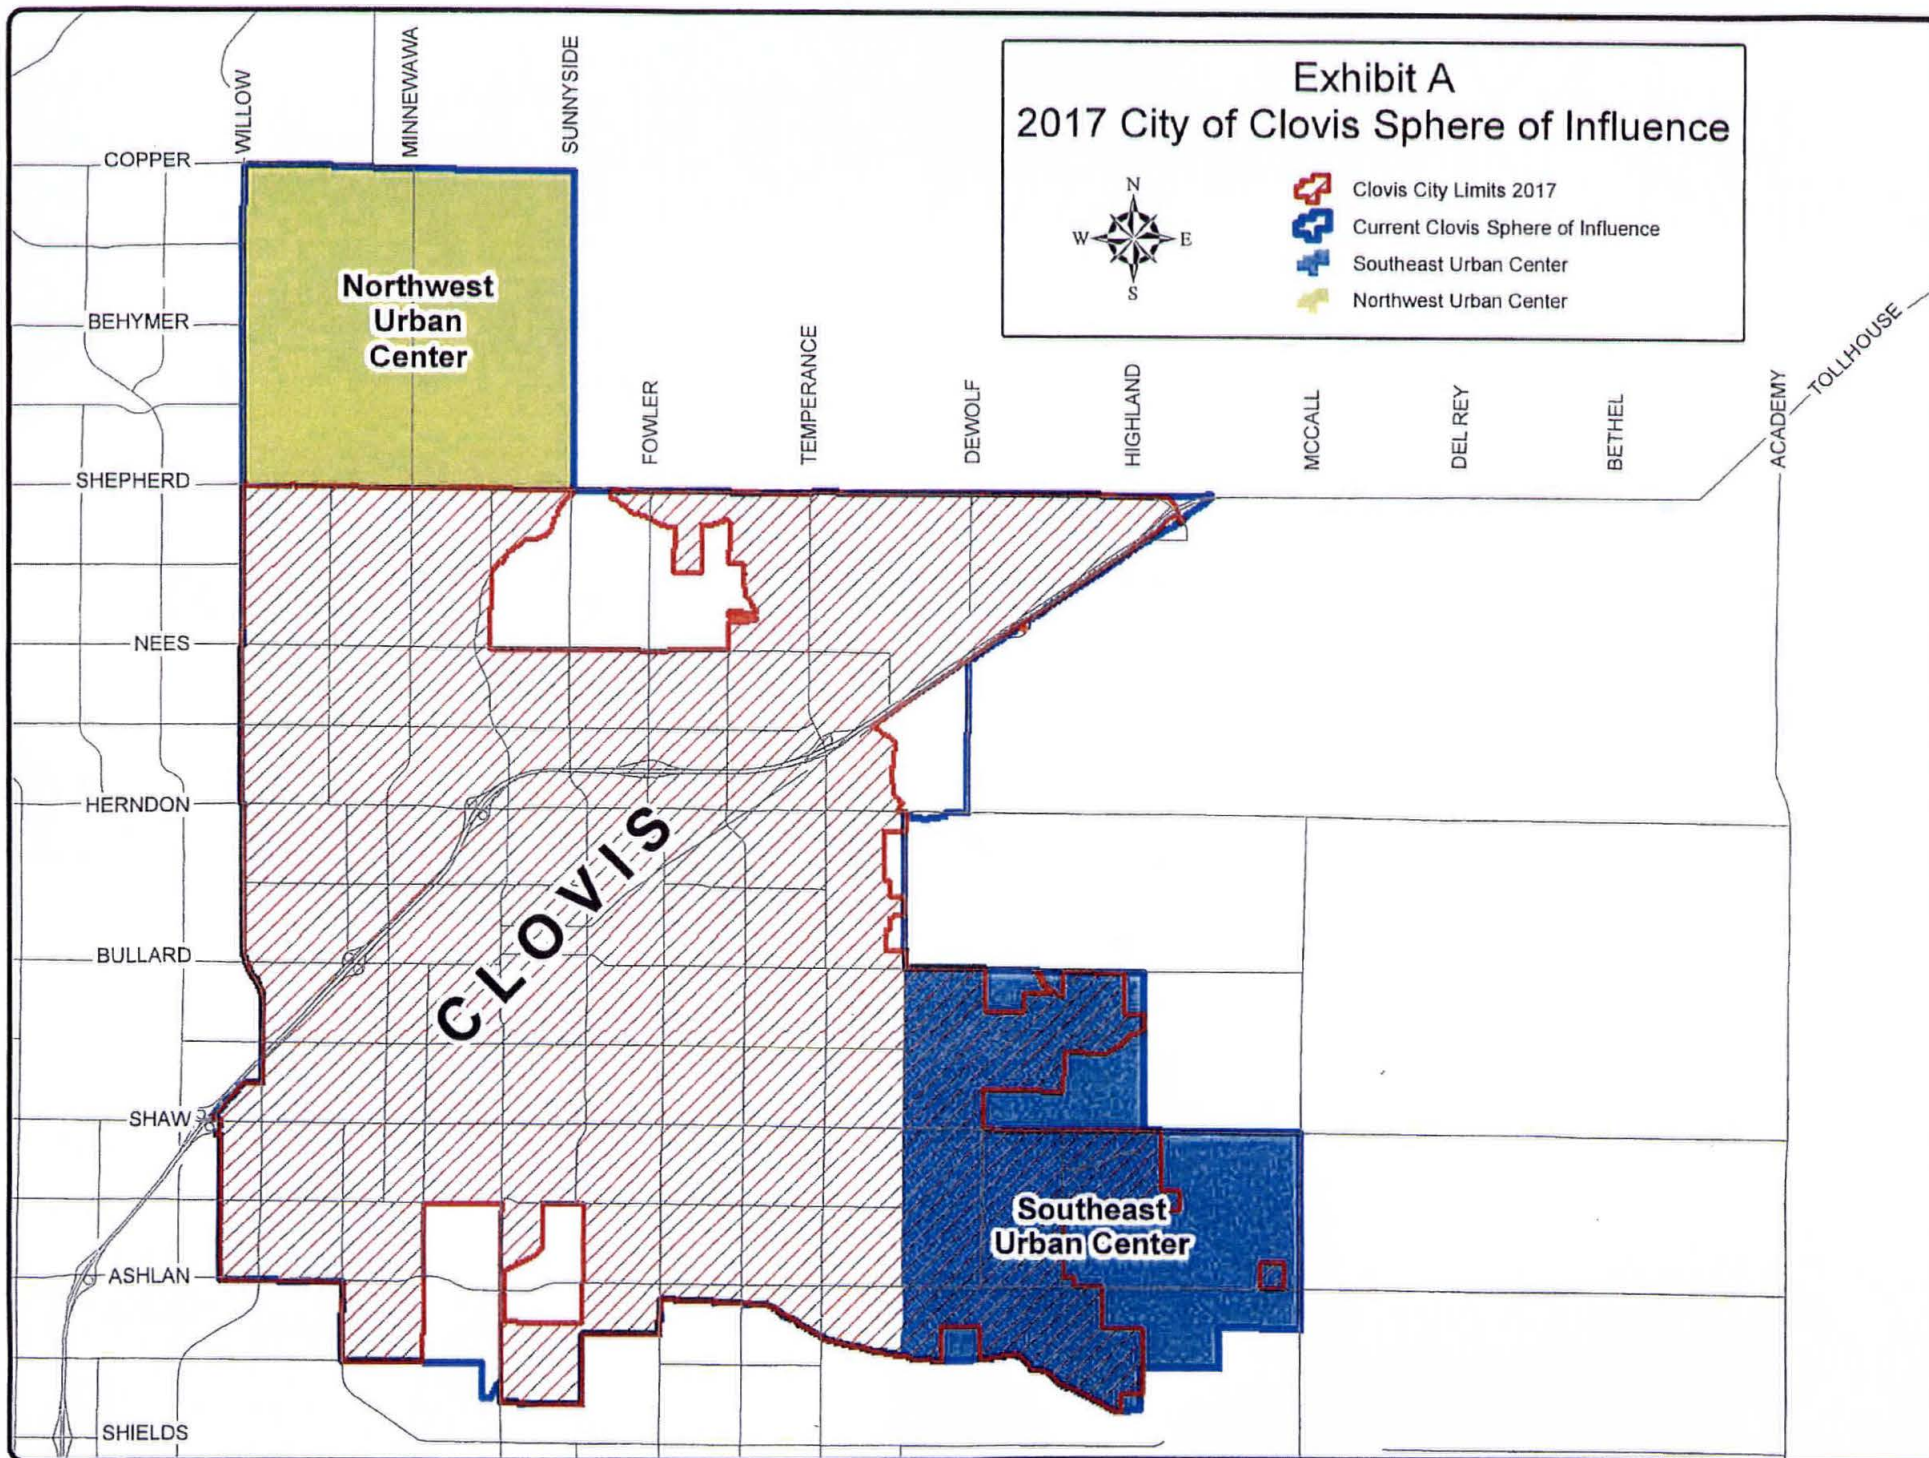 Exhibit A
2017 City of Clovis Sphere of Influence
N
W
E
S
Clovis City Limits 2017
Current Clovis Sphere of Influence
Southeast Urban Center
Northwest Urban Center
WILLOW
MINNEWAWA
SUNNYSIDE
FOWLER
TEMPERANCE
DEWOLF
HIGHLAND
MCCALL
DEL REY
BETHEL
ACADEMY
TOLLHOUSE
COPPER
BEHYMER
SHEPHERD
NEES
HERNDON
BULLARD
SHAW
ASHLAN
SHIELDS
Northwest
Urban
Center
CLOVIS
Southeast
Urban Center